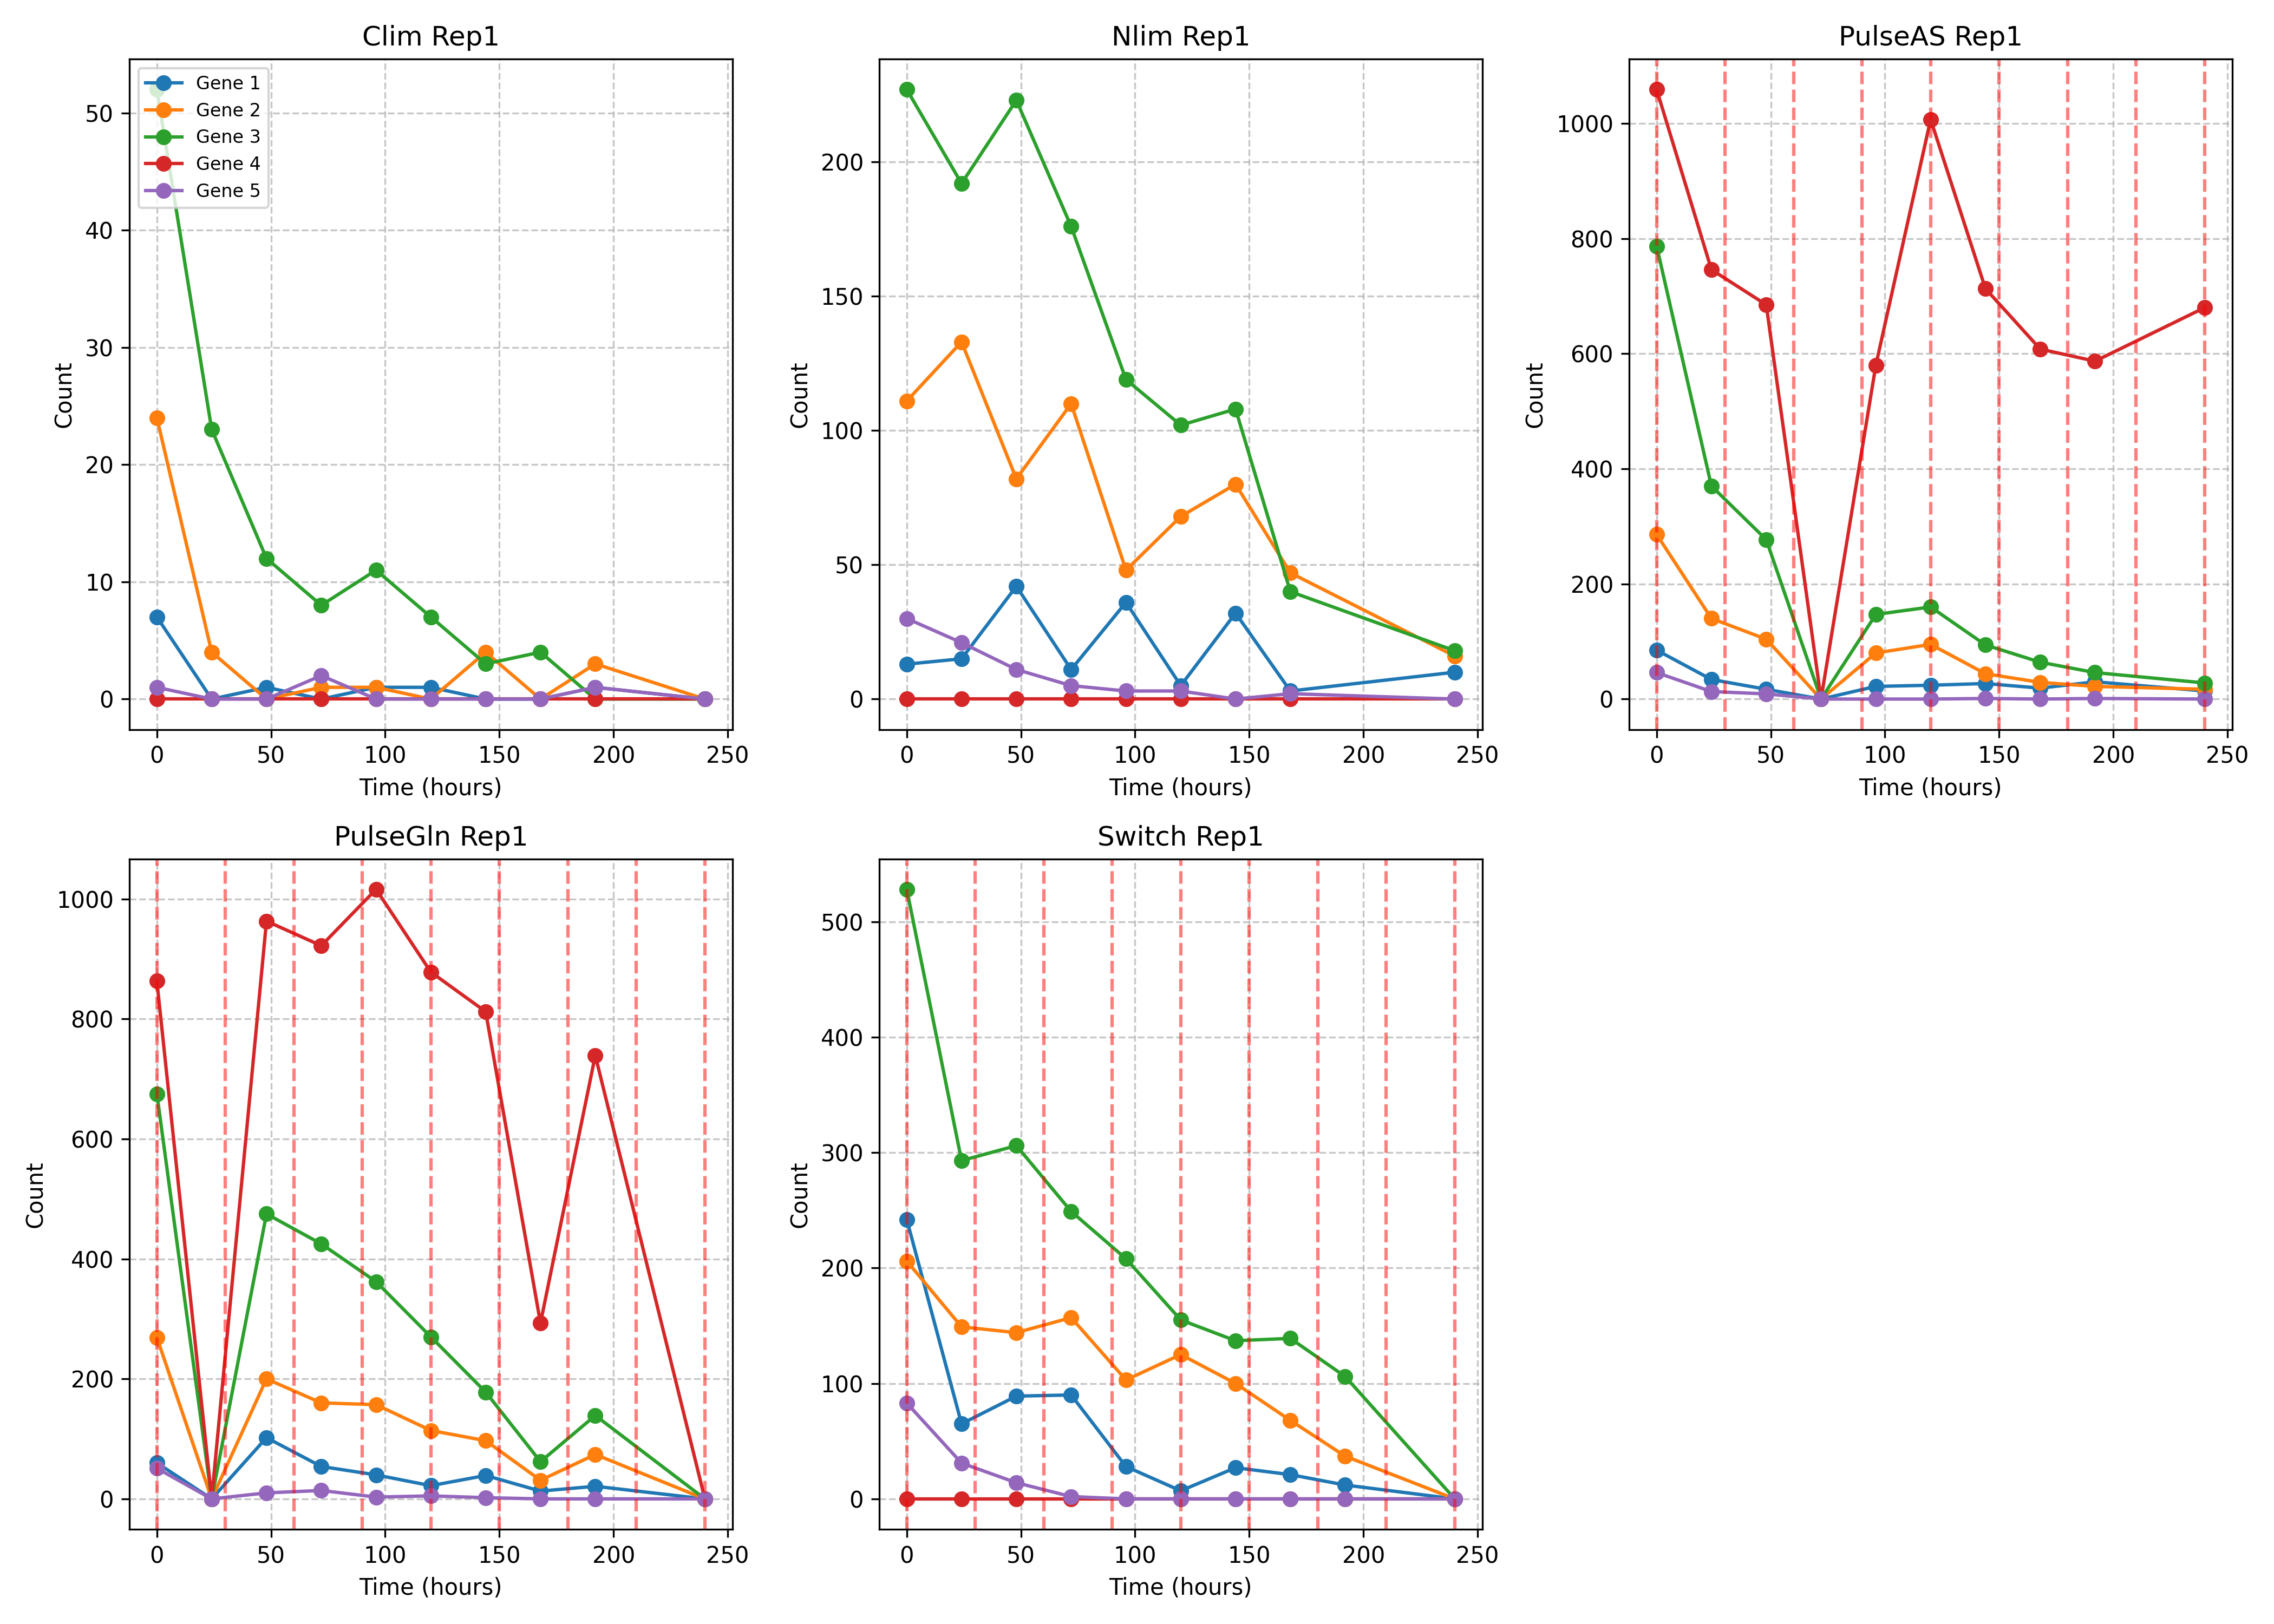 Clim Rep1
Count
50
40
30
20
10
0
Gene 1
Gene 2
Gene 3
Gene 4
Gene 5
0 50 100 150 200 250
Time (hours)
Nlim Rep1
Count
200
150
100
50
0
0 50 100 150 200 250
Time (hours)
PulseAS Rep1
Count
1000
800
600
400
200
0
0 50 100 150 200 250
Time (hours)
PulseGln Rep1
Count
1000
800
600
400
200
0
0 50 100 150 200 250
Time (hours)
Switch Rep1
Count
500
400
300
200
100
0
0 50 100 150 200 250
Time (hours)